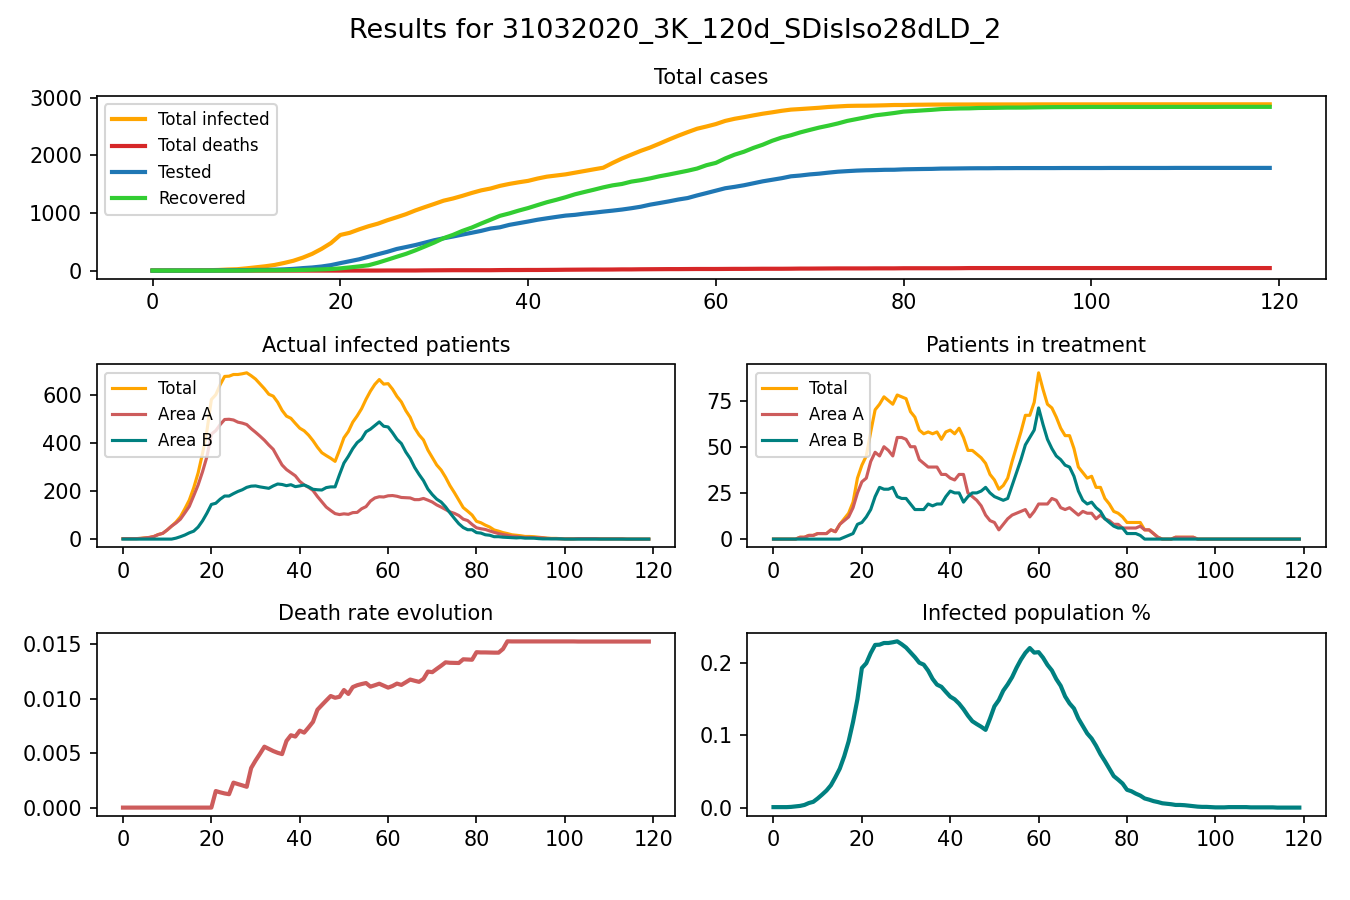 Results for 31032020_3K_120d_SDisIso28dLD_2
Total cases
3000
2000
1000
0
Total infected
Total deaths
Tested
Recovered
0 20 40 60 80 100 120
Actual infected patients
600
400
200
0
Total
Area A
Area B
0 20 40 60 80 100 120
Patients in treatment
75
50
25
0
Total
Area A
Area B
0 20 40 60 80 100 120
Death rate evolution
0.015
0.010
0.005
0.000
0 20 40 60 80 100 120
Infected population %
0.2
0.1
0.0
0 20 40 60 80 100 120